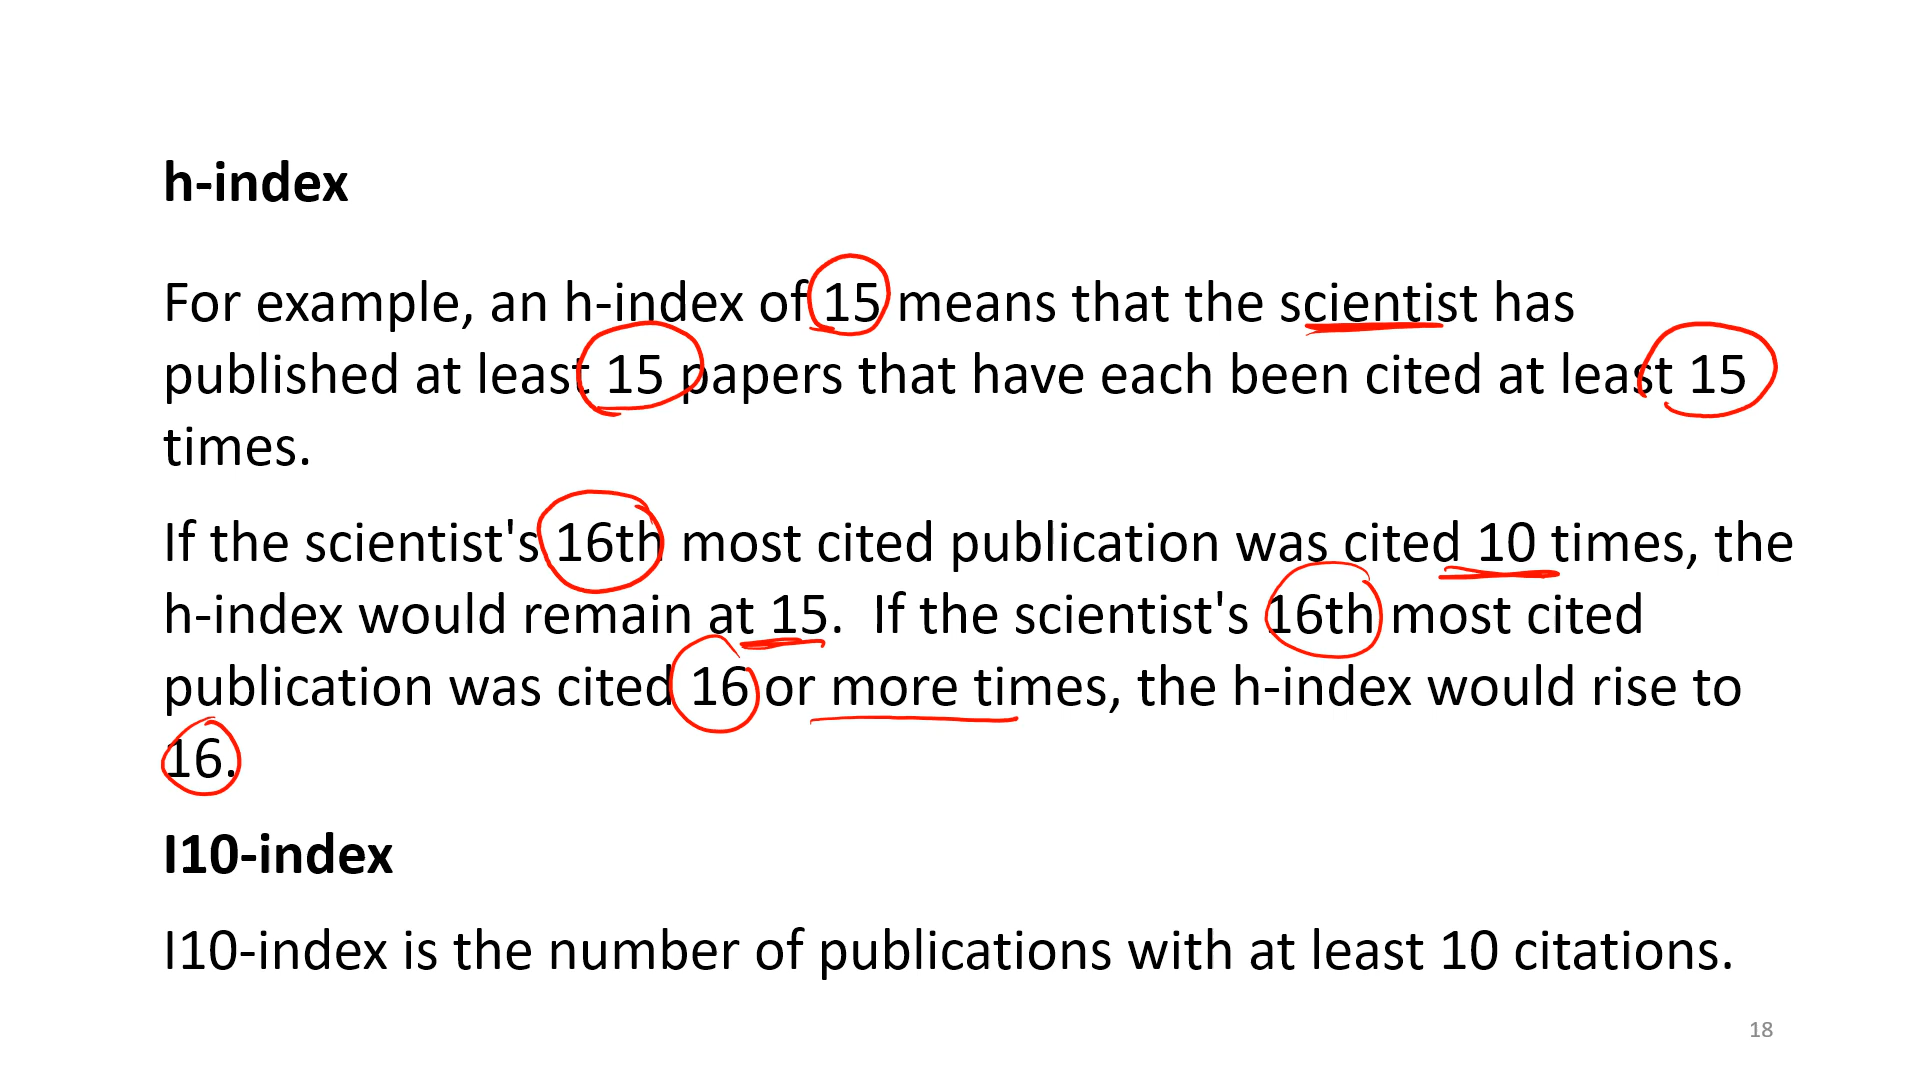 h-index
For example, an h-index of 15 means that the scientist has
published at least 15 papers that have each been cited at least 15
times.
If the scientist's 16th most cited publication was cited 10 times, the
h-index would remain at 15.  If the scientist's 16th most cited
publication was cited 16 or more times, the h-index would rise to
16.
I10-index
I10-index is the number of publications with at least 10 citations.
18